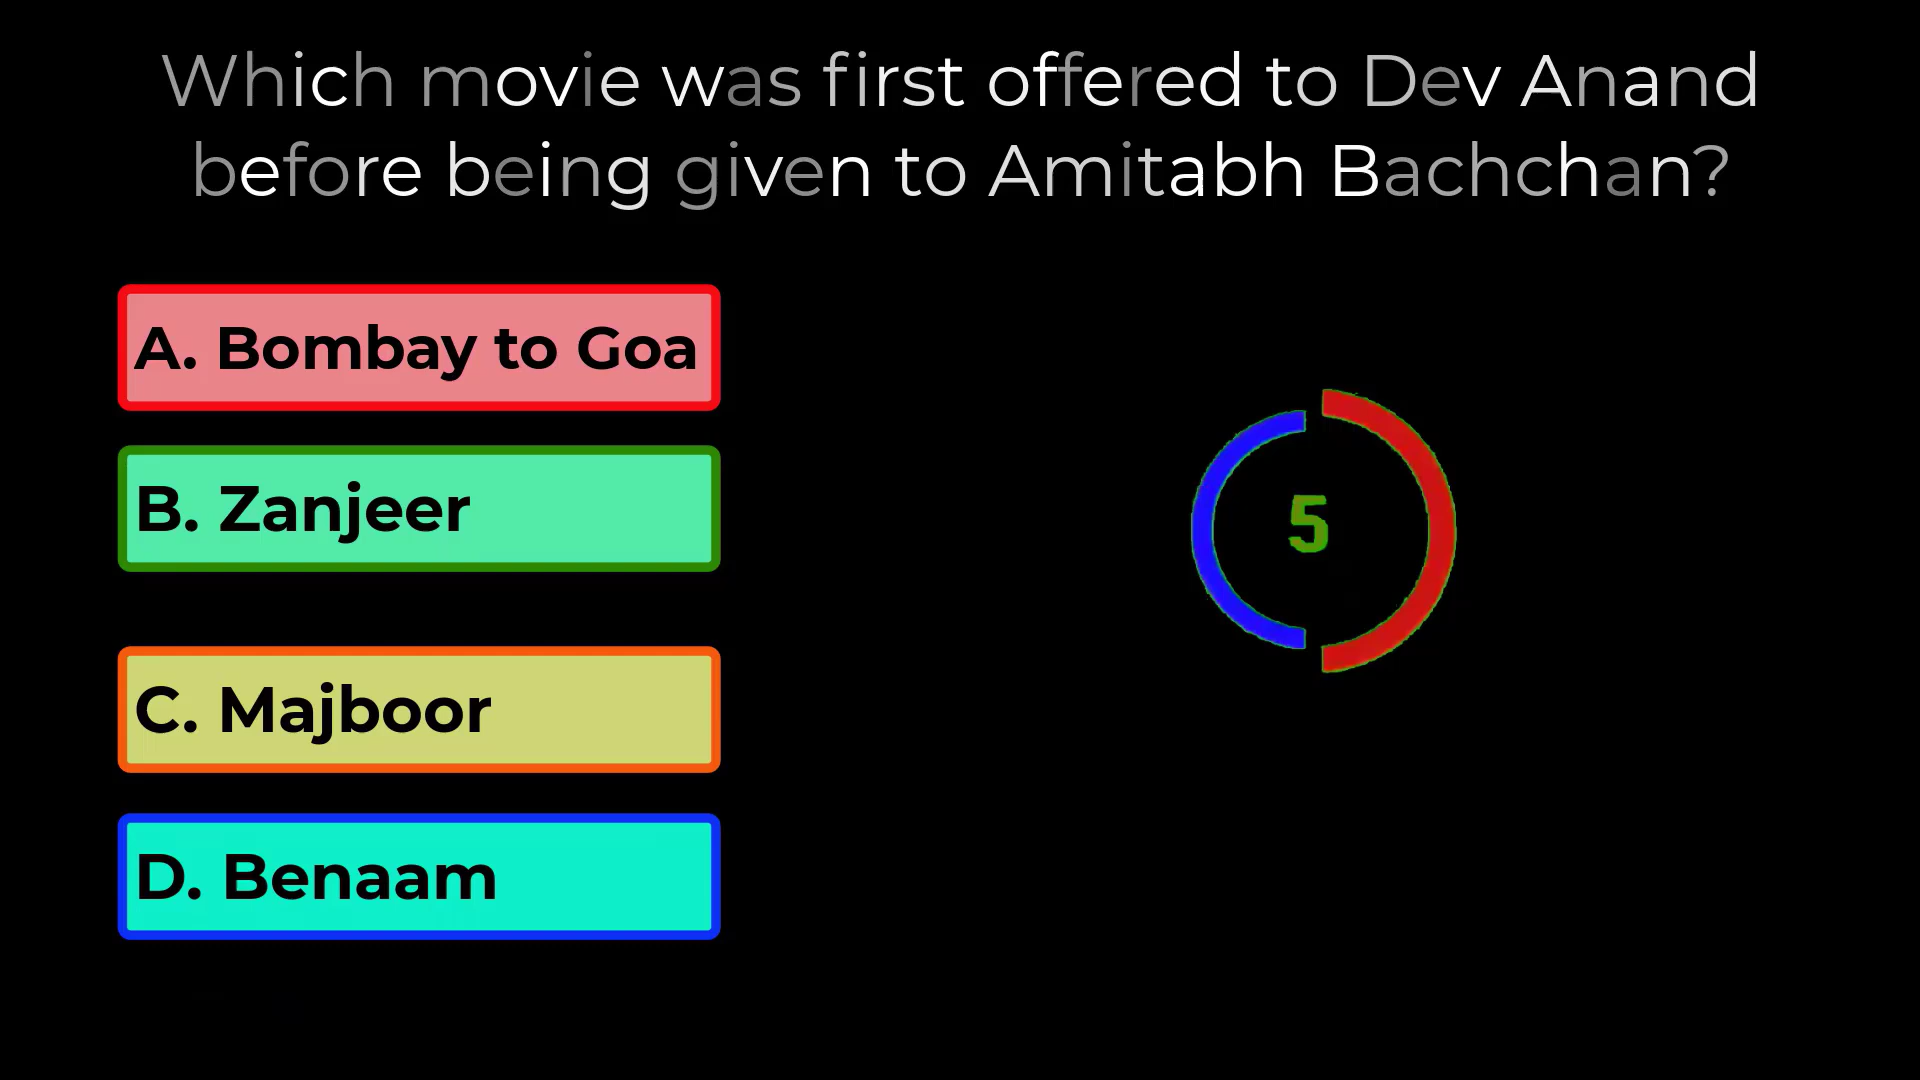 Which movie was first offered to Dev Anand
before being given to Amitabh Bachchan?
A. Bombay to Goa
B. Zanjeer
5
C. Majboor
D. Benaam